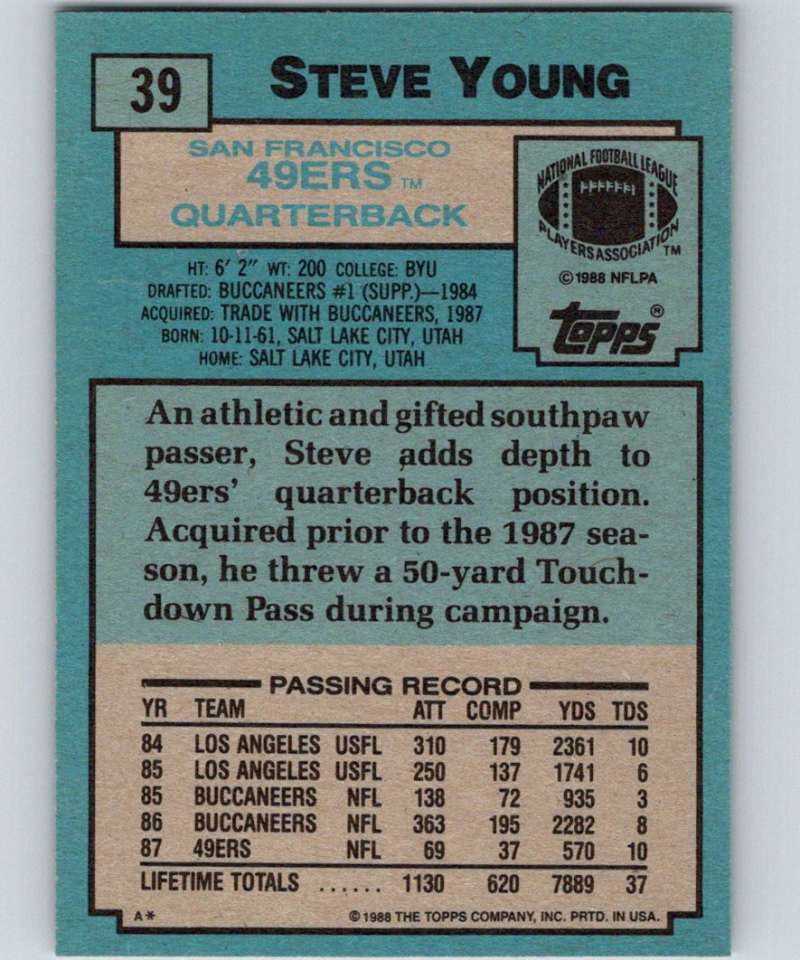 39
STEVE YOUNG
SAN FRANCISCO
49ERS TM
QUARTERBACK
NATIONAL FOOTBALL LEAGUE
PLAYERS ASSOCIATION TM
© 1988 NFLPA
topps®
HT: 6' 2" WT: 200 COLLEGE: BYU
DRAFTED: BUCCANEERS #1 (SUPP.)—1984
ACQUIRED: TRADE WITH BUCCANEERS, 1987
BORN: 10-11-61, SALT LAKE CITY, UTAH
HOME: SALT LAKE CITY, UTAH
An athletic and gifted southpaw
passer, Steve adds depth to
49ers' quarterback position.
Acquired prior to the 1987 sea-
son, he threw a 50-yard Touch-
down Pass during campaign.
PASSING RECORD
YR TEAM ATT COMP YDS TDS
84 LOS ANGELES USFL 310 179 2361 10
85 LOS ANGELES USFL 250 137 1741 6
85 BUCCANEERS NFL 138 72 935 3
86 BUCCANEERS NFL 363 195 2282 8
87 49ERS NFL 69 37 570 10
LIFETIME TOTALS ...... 1130 620 7889 37
A* © 1988 THE TOPPS COMPANY, INC. PRTD. IN USA.